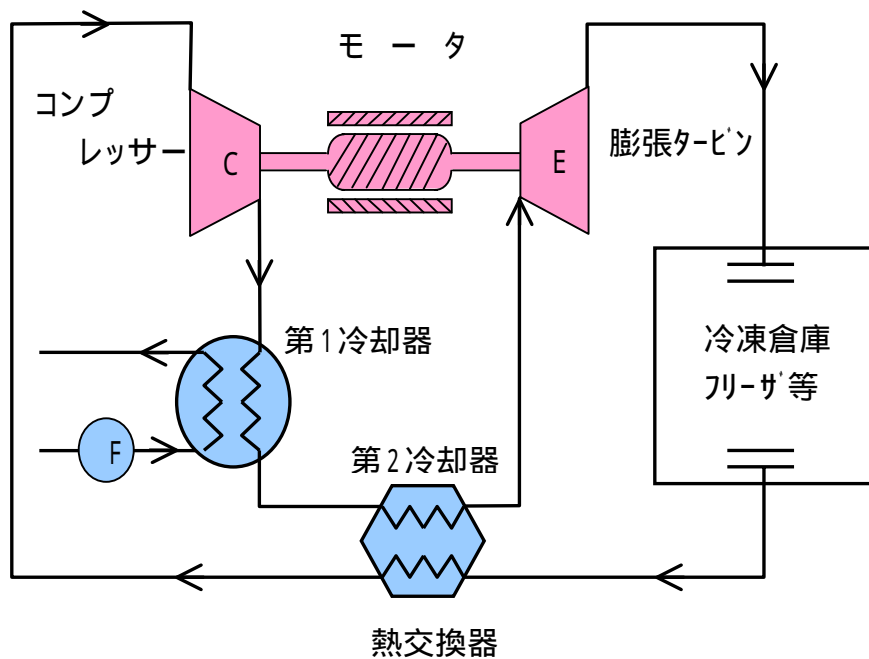 モータ
コンプ
レッサー
C
E
膨張ﾀｰﾋﾞﾝ
第1冷却器
冷凍倉庫
ﾌﾘｰｻﾞ等
F
第2冷却器
熱交換器